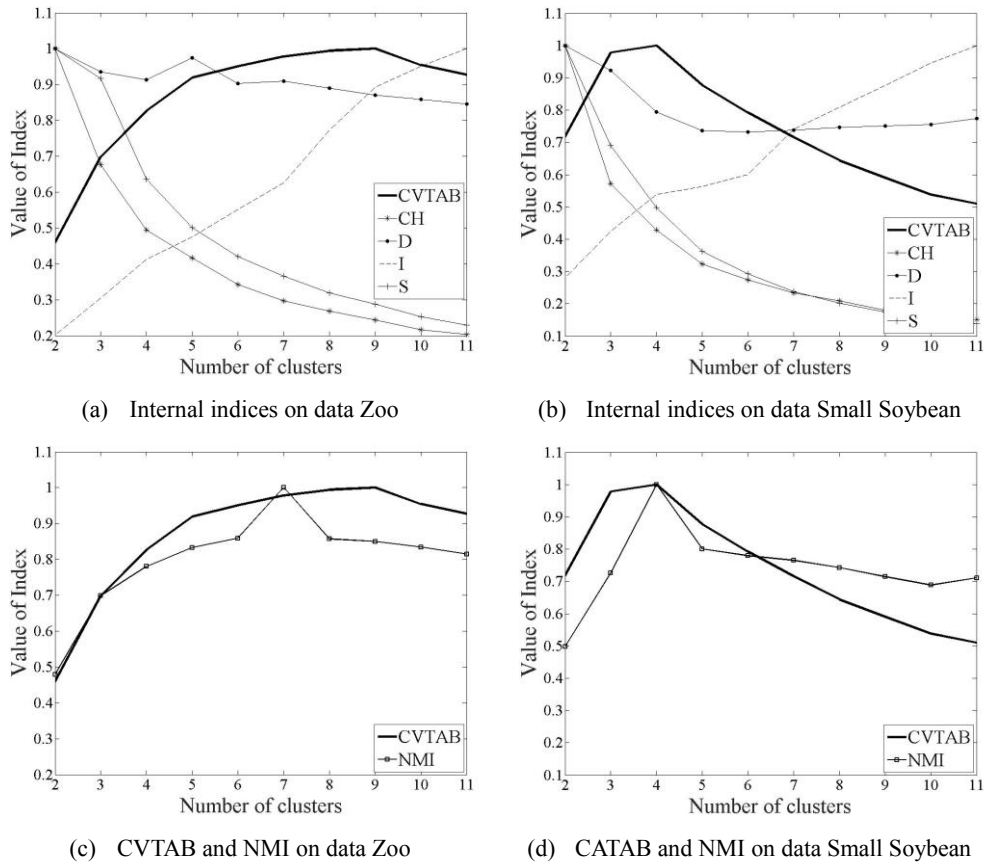 1.1
1
0.9
0.8
0.7
0.6
0.5
0.4
0.3
0.2
Value of Index
2 3 4 5 6 7 8 9 10 11
Number of clusters
CVTAB
CH
D
I
S
(a) Internal indices on data Zoo
1.1
1
0.9
0.8
0.7
0.6
0.5
0.4
0.3
0.2
0.1
Value of Index
2 3 4 5 6 7 8 9 10 11
Number of clusters
CVTAB
CH
D
I
S
(b) Internal indices on data Small Soybean
1.1
1
0.9
0.8
0.7
0.6
0.5
0.4
0.3
0.2
Value of Index
2 3 4 5 6 7 8 9 10 11
Number of clusters
CVTAB
NMI
(c) CVTAB and NMI on data Zoo
1.1
1
0.9
0.8
0.7
0.6
0.5
0.4
0.3
0.2
0.1
Value of Index
2 3 4 5 6 7 8 9 10 11
Number of clusters
CVTAB
NMI
(d) CATAB and NMI on data Small Soybean